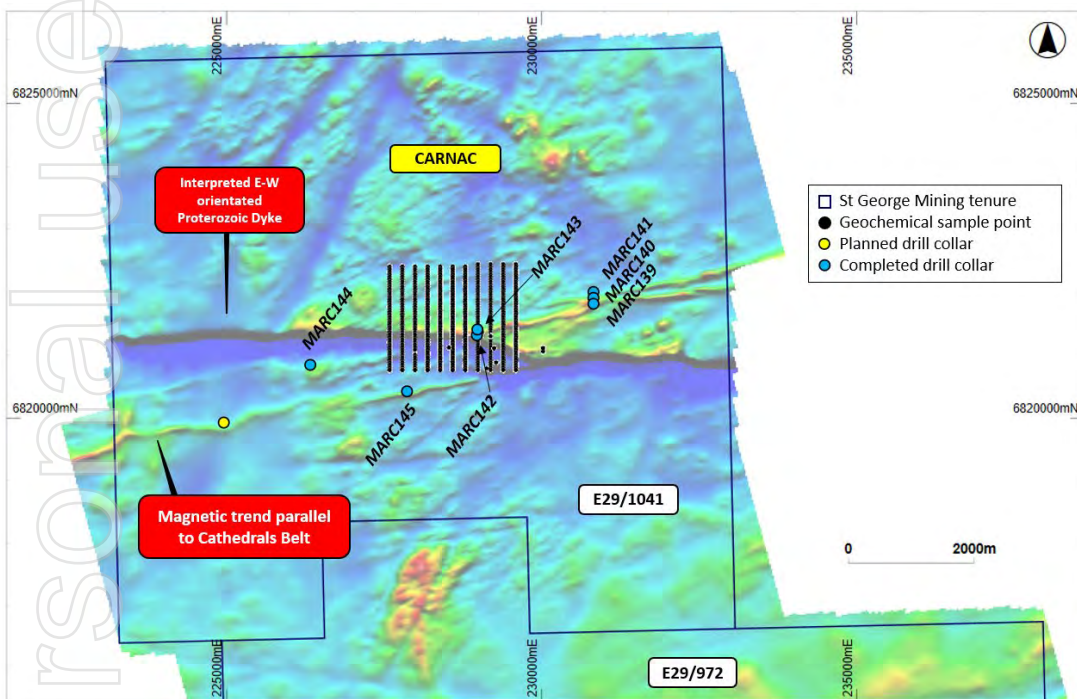 225000mE
230000mE
235000mE
6825000mN
6825000mN
CARNAC
Interpreted E-W
orientated
Proterozoic Dyke
St George Mining tenure
Geochemical sample point
Planned drill collar
Completed drill collar
MARC143
MARC141
MARC140
MARC139
MARC144
6820000mN
6820000mN
MARC145
MARC142
Magnetic trend parallel
to Cathedrals Belt
E29/1041
0 2000m
225000mE
230000mE
235000mE
E29/972
rsonal use